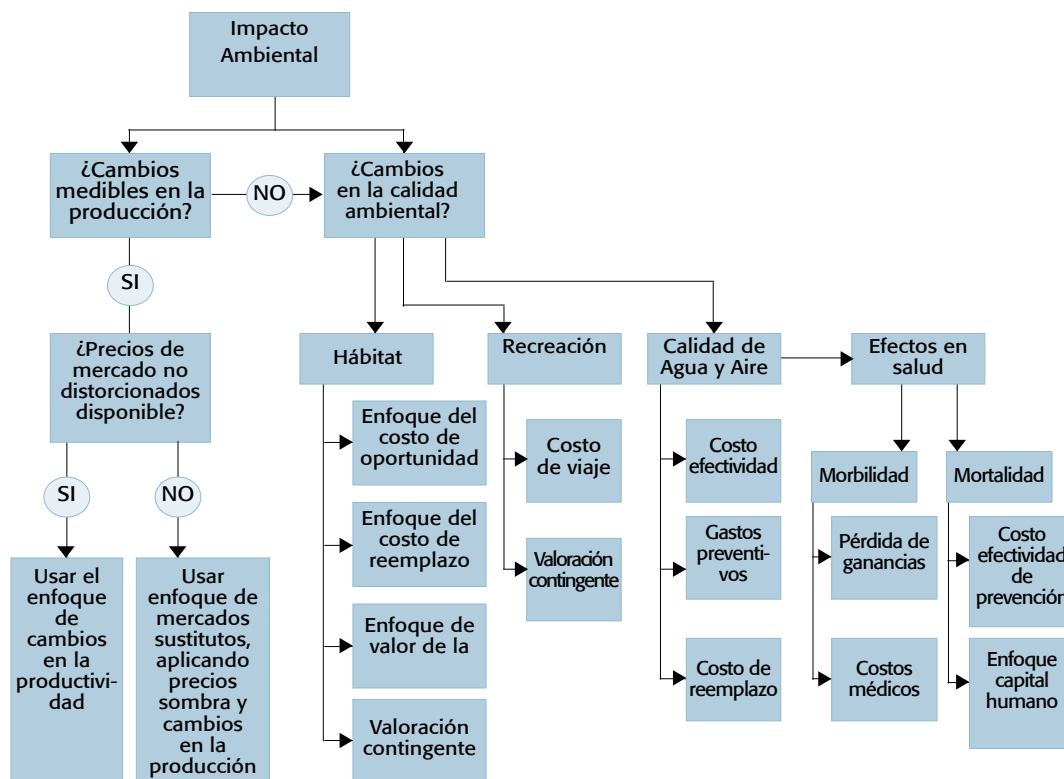 Impacto
Ambiental
¿Cambios
medibles en la
producción?
NO
¿Cambios
en la calidad
ambiental?
SI
¿Precios de
mercado no
distorcionados
disponible?
Hábitat
Recreación
Calidad de
Agua y Aire
Efectos en
salud
Enfoque del
costo de
oportunidad
Costo
de viaje
Costo
efectividad
Morbilidad
Mortalidad
SI
NO
Enfoque del
costo de
reemplazo
Valoración
contingente
Gastos
preventi-
vos
Pérdida de
ganancias
Costo
efectividad
de
prevención
Usar el
enfoque
de
cambios
en la
productivi-
dad
Usar
enfoque de
mercados
sustitutos,
aplicando
precios
sombra y
cambios
en la
producción
Enfoque de
valor de la
Costo de
reemplazo
Costos
médicos
Enfoque
capital
humano
Valoración
contingente